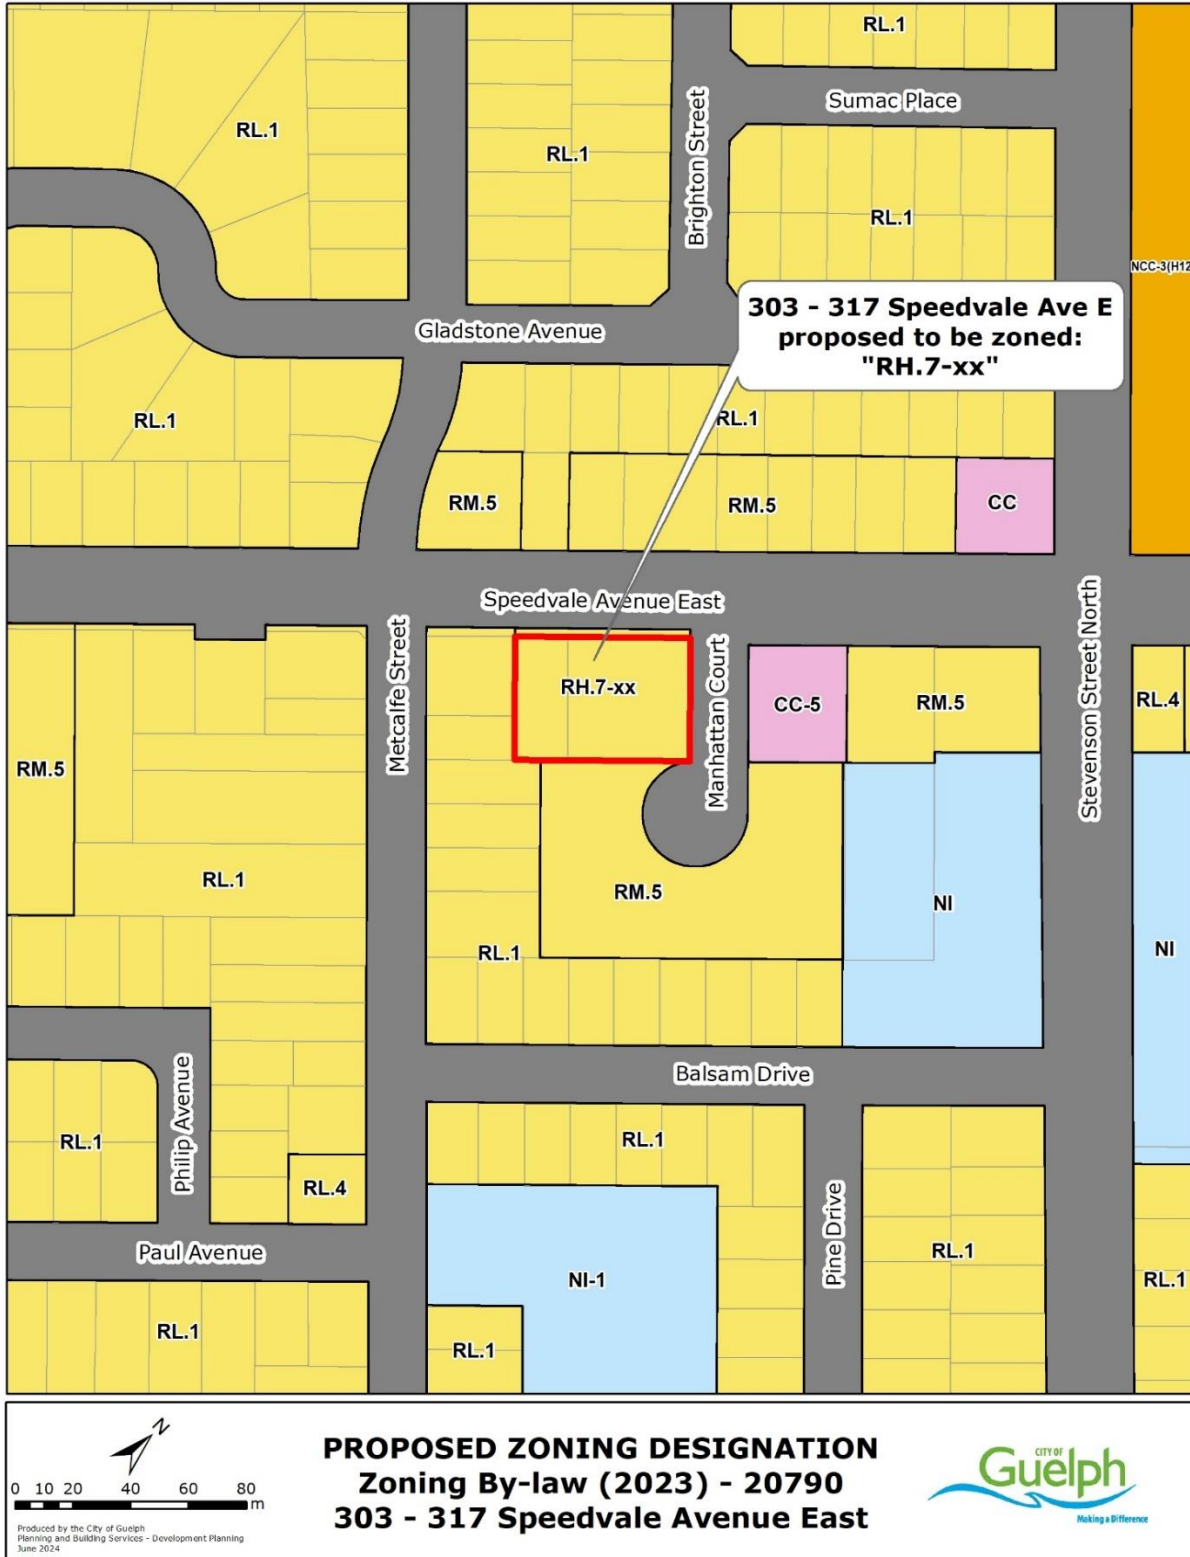 RL.1
Sumac Place
RL.1
RL.1
Brighton Street
RL.1
NCC-3(H12
303 - 317 Speedvale Ave E
proposed to be zoned:
"RH.7-xx"
Gladstone Avenue
RL.1
RL.1
RM.5
RM.5
CC
Speedvale Avenue East
Metcalfe Street
RH.7-xx
Manhattan Court
CC-5
RM.5
Stevenson Street North
RL.4
RM.5
RL.1
RM.5
NI
RL.1
NI
Balsam Drive
Philip Avenue
RL.1
RL.1
RL.4
Pine Drive
Paul Avenue
NI-1
RL.1
RL.1
RL.1
RL.1
N
0 10 20 40 60 80
m
Produced by the City of Guelph
Planning and Building Services - Development Planning
June 2024
PROPOSED ZONING DESIGNATION
Zoning By-law (2023) - 20790
303 - 317 Speedvale Avenue East
CITY OF
Guelph
Making a Difference